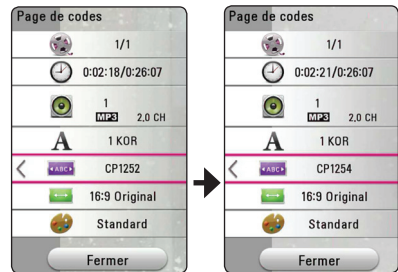 Page de codes
1/1
0:02:18/0:26:07
1
MP3 2,0 CH
A 1 KOR
ABC CP1252
16:9 Original
Standard
Fermer
Page de codes
1/1
0:02:21/0:26:07
1
MP3 2,0 CH
A 1 KOR
ABC CP1254
16:9 Original
Standard
Fermer